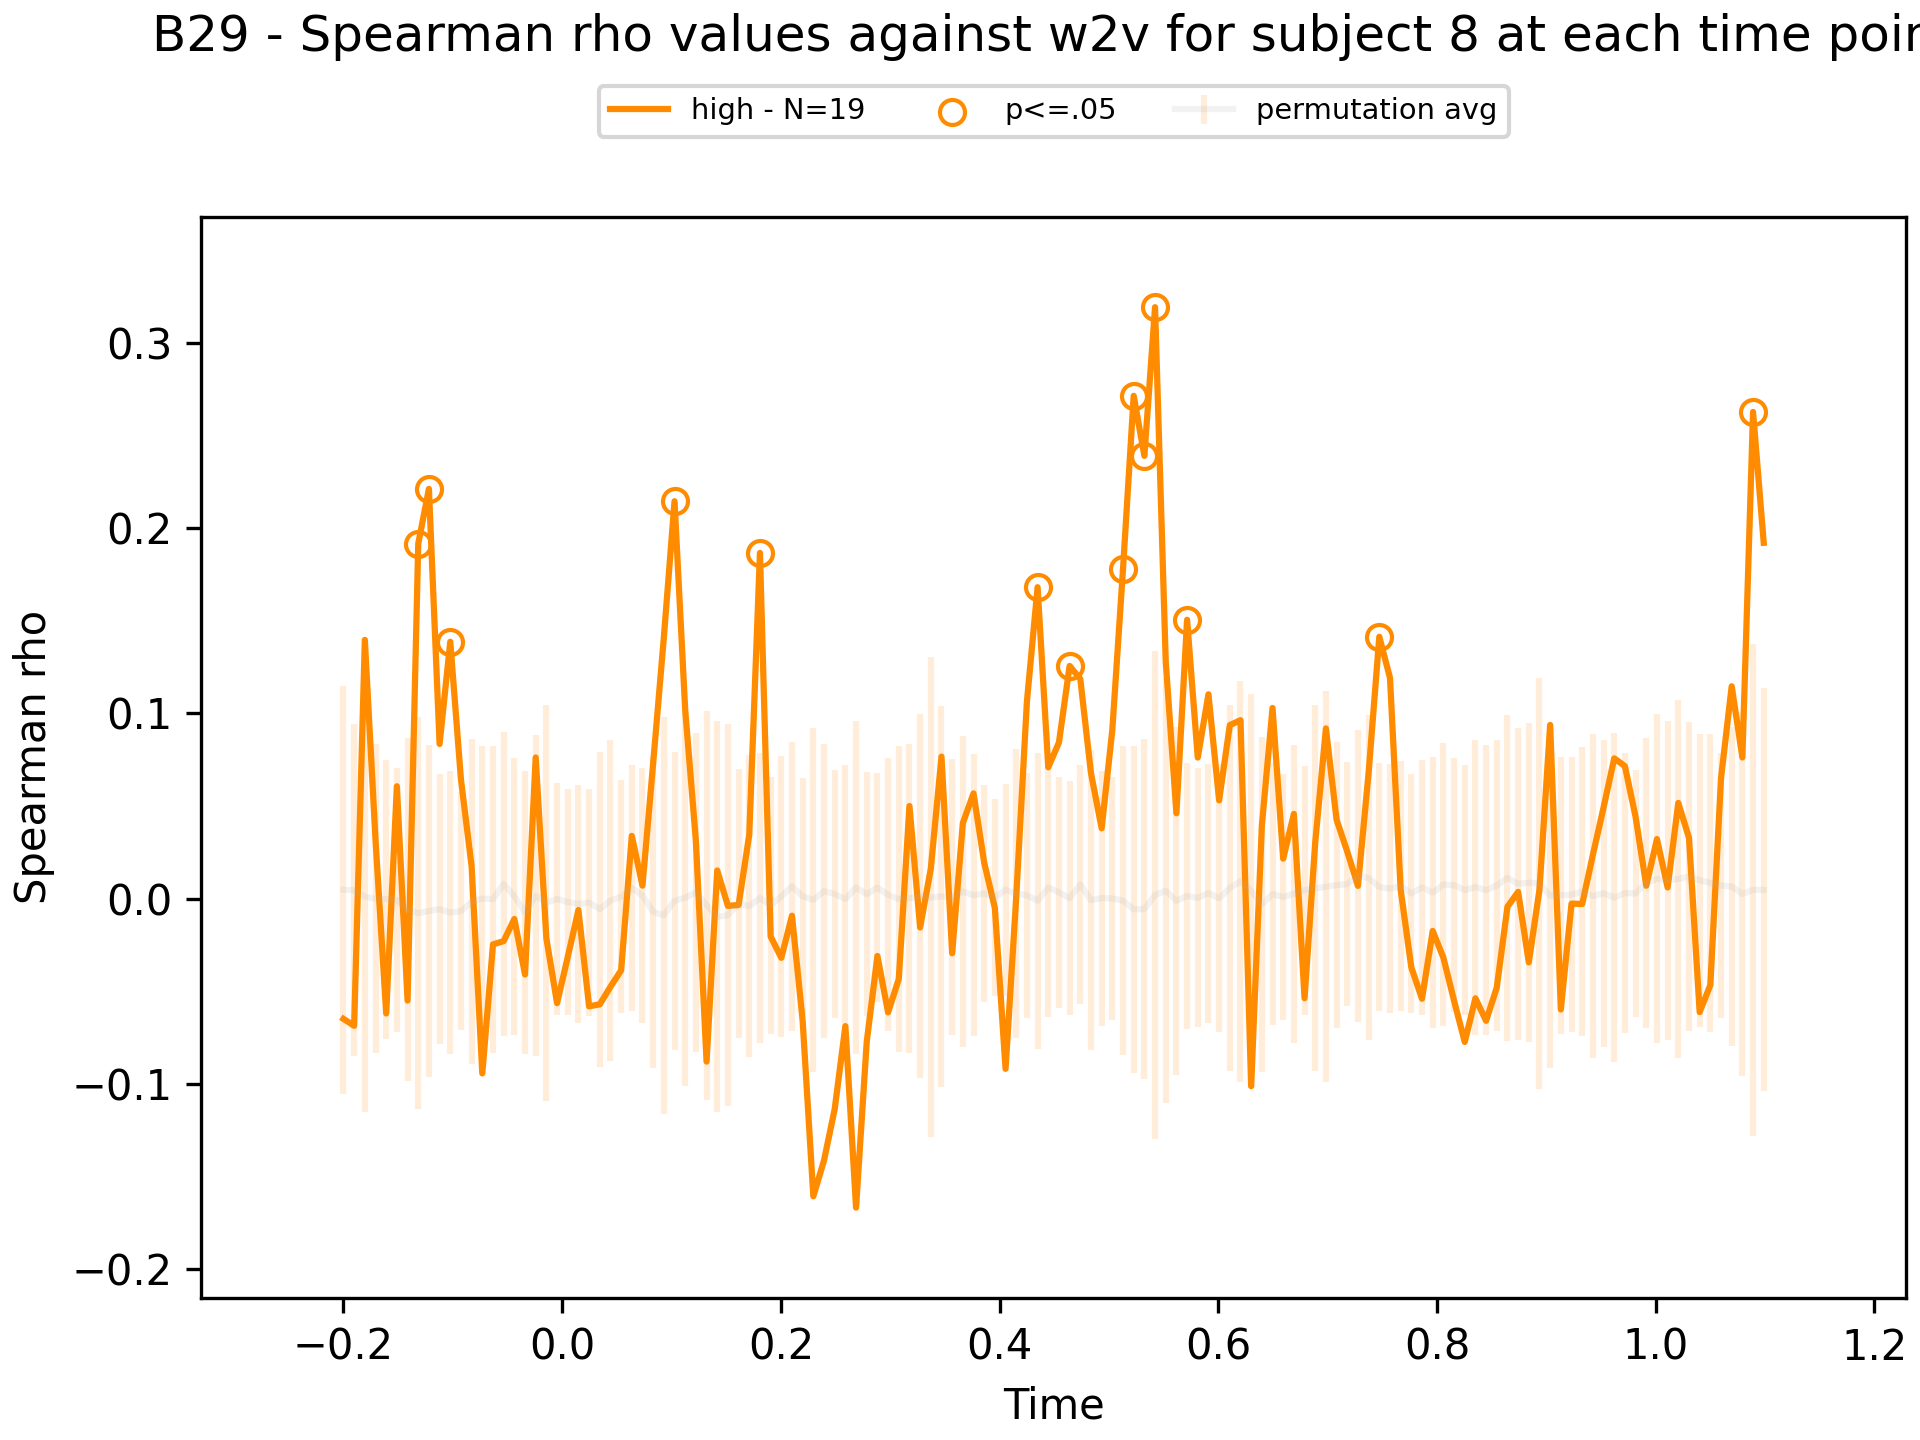 B29 - Spearman rho values against w2v for subject 8 at each time
high - N=19 p<=.05 permutation avg
0.3
0.2
0.1
0.0
−0.1
−0.2
Spearman rho
−0.2 0.0 0.2 0.4 0.6 0.8 1.0 1.2
Time